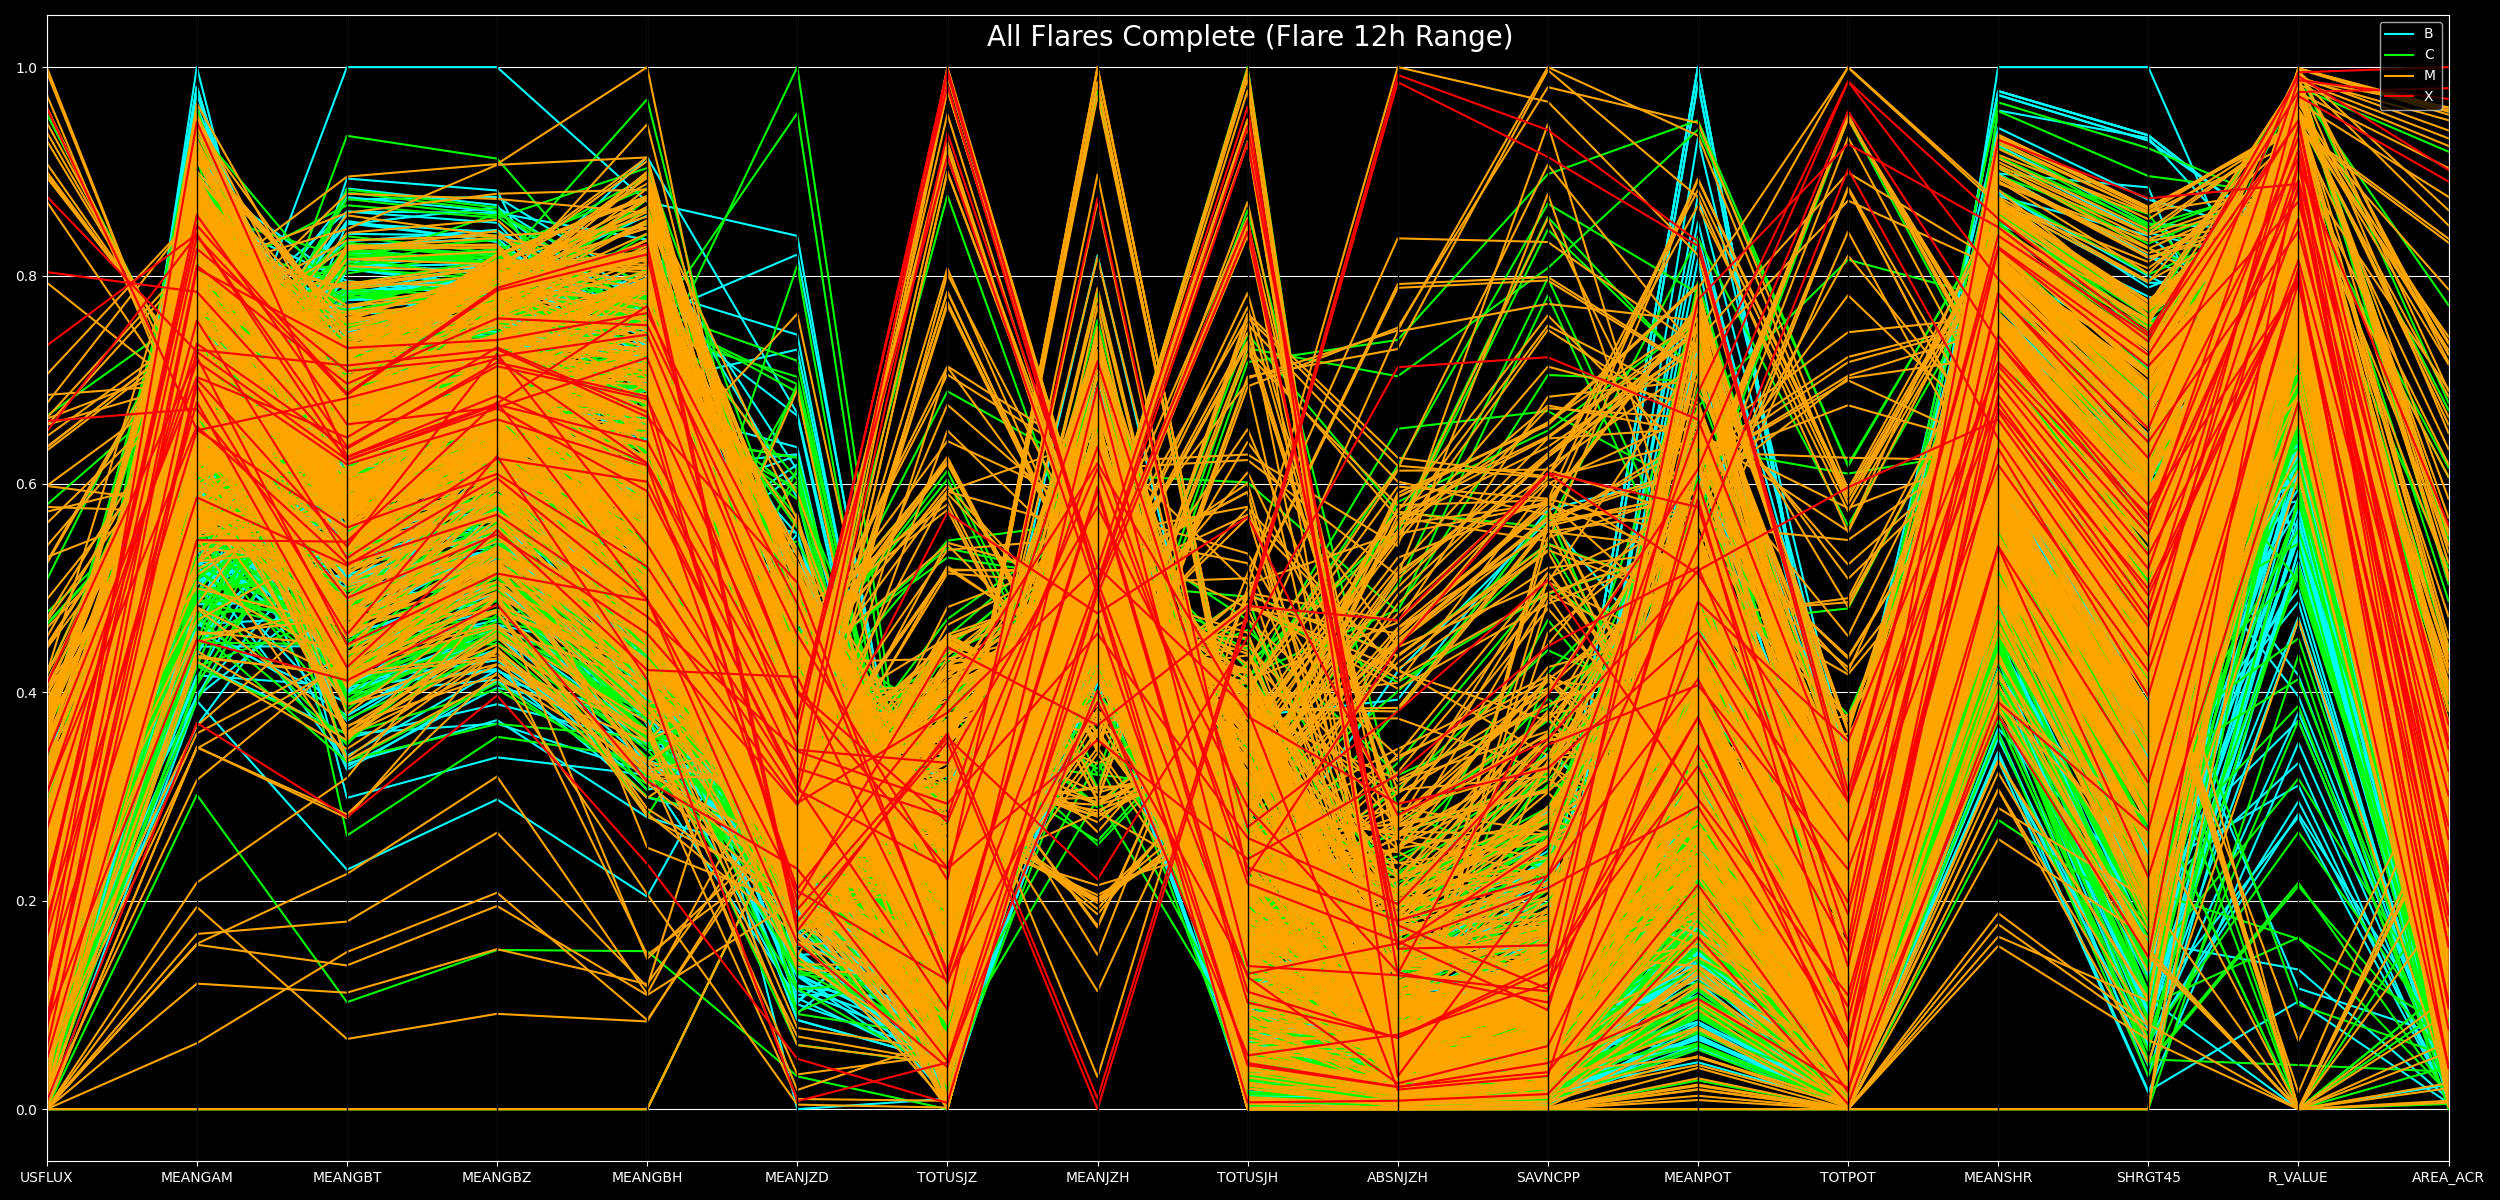 All Flares Complete (Flare 12h Range)
B
C
M
X
1.0
0.8
0.6
0.4
0.2
0.0
USFLUX MEANGAM MEANGBT MEANGBZ MEANGBH MEANJZD TOTUSJZ MEANJZH TOTUSJH ABSNJZH SAVNCPP MEANPOT TOTPOT MEANSHR SHRGT45 R_VALUE AREA_ACR